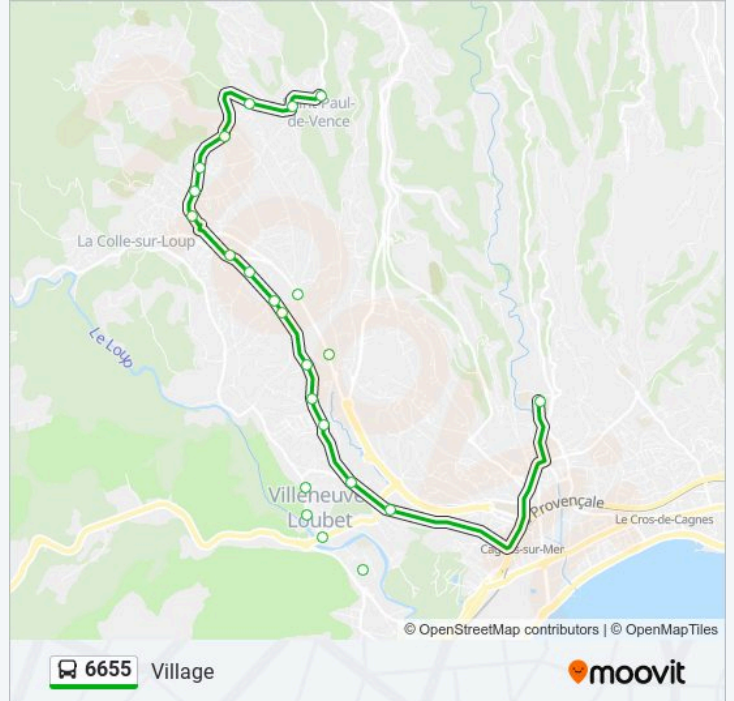 Saint-Paul-
de-Vence
La Colle-sur-Loup
Le Loup
Villeneuve
Loubet
Provençale
Le Cros-de-Cagnes
Cagnes-sur-Mer
© OpenStreetMap contributors | © OpenMapTiles
6655 Village
moovit